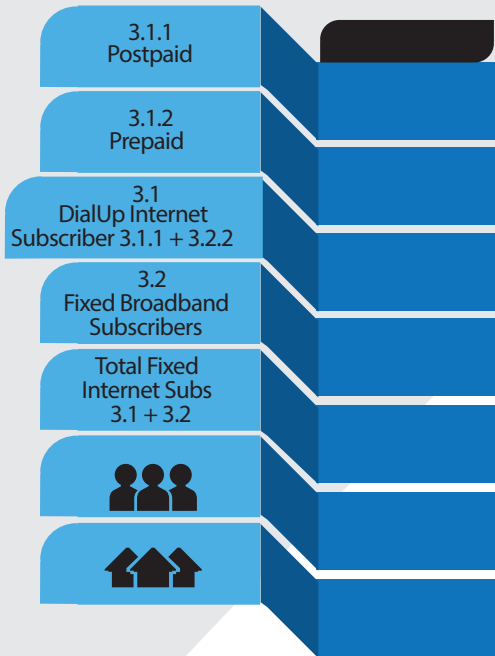 3.1.1
Postpaid
3.1.2
Prepaid
3.1
DialUp Internet
Subscriber 3.1.1 + 3.2.2
3.2
Fixed Broadband
Subscribers
Total Fixed
Internet Subs
3.1 + 3.2